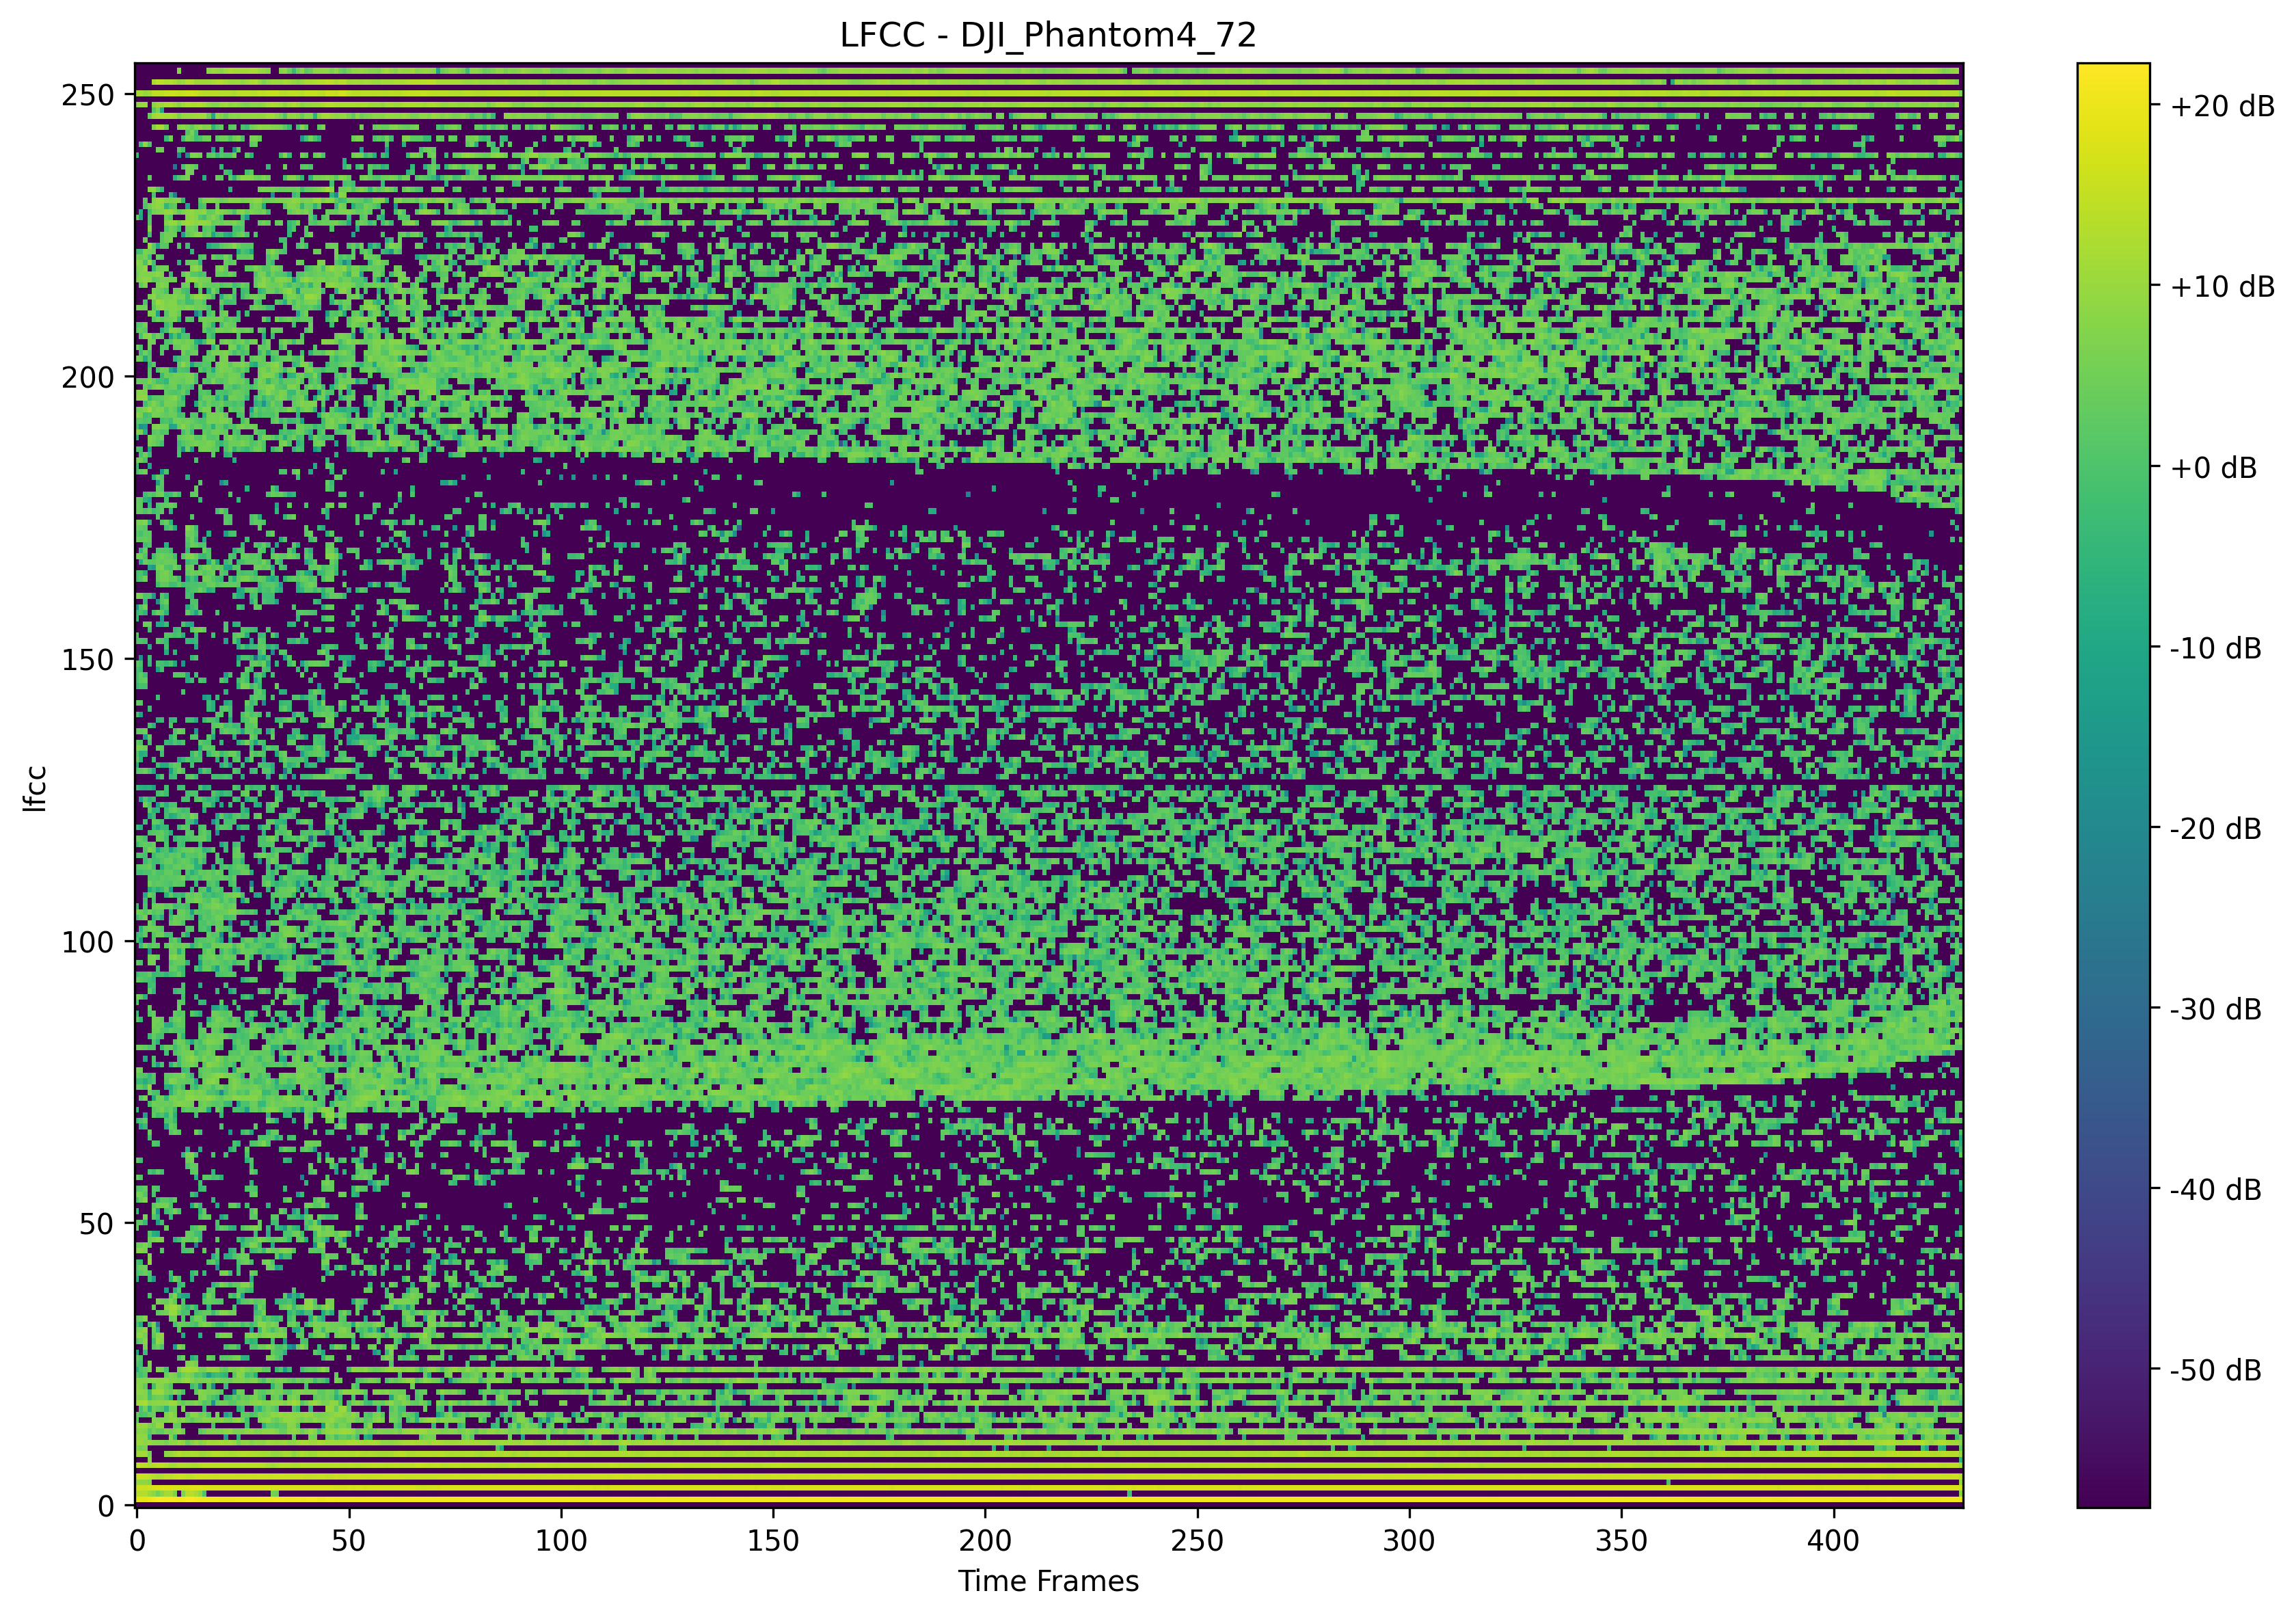 LFCC - DJI_Phantom4_72
250
200
150
100
50
0
lfcc
0 50 100 150 200 250 300 350 400
Time Frames
+20 dB
+10 dB
+0 dB
-10 dB
-20 dB
-30 dB
-40 dB
-50 dB